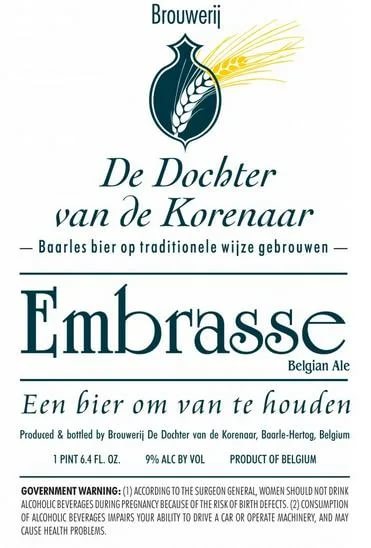 Brouwerij
De Dochter
van de Korenaar
— Baarles bier op traditionele wijze gebrouwen —
Embrasse
Belgian Ale
Een bier om van te houden
Produced & bottled by Brouwerij De Dochter van de Korenaar, Baarle-Hertog, Belgium
1 PINT 6.4 FL. OZ. 9% ALC BY VOL PRODUCT OF BELGIUM
GOVERNMENT WARNING: (1) ACCORDING TO THE SURGEON GENERAL, WOMEN SHOULD NOT DRINK
ALCOHOLIC BEVERAGES DURING PREGNANCY BECAUSE OF THE RISK OF BIRTH DEFECTS. (2) CONSUMPTION
OF ALCOHOLIC BEVERAGES IMPAIRS YOUR ABILITY TO DRIVE A CAR OR OPERATE MACHINERY, AND MAY
CAUSE HEALTH PROBLEMS.